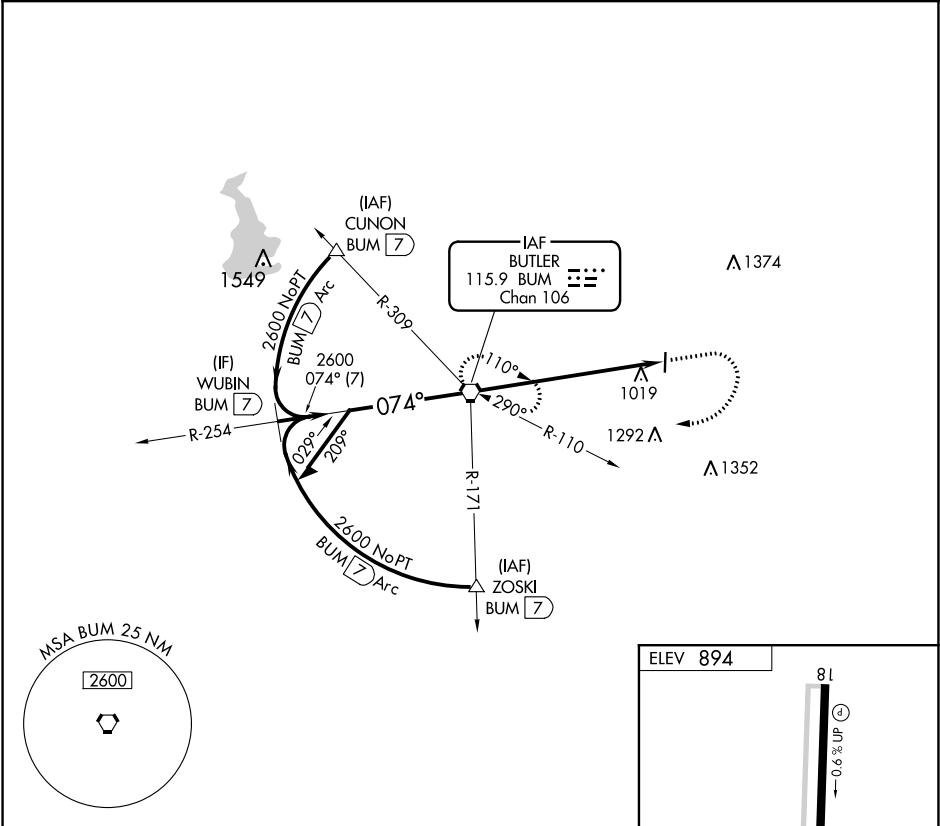 (IAF)
CUNON
BUM 7
1549
2600 NoPT
BUM 7 Arc
R-309
IAF
BUTLER
115.9 BUM
Chan 106
1374
(IF)
WUBIN
BUM 7
2600
074° (7)
110°
074°
290°
1019
R-254
029°
209°
R-110
1292
1352
R-171
2600 NoPT
BUM 7 Arc
(IAF)
ZOSKI
BUM 7
MSA BUM 25 NM
2600
ELEV 894
18
P
0.6 % UP